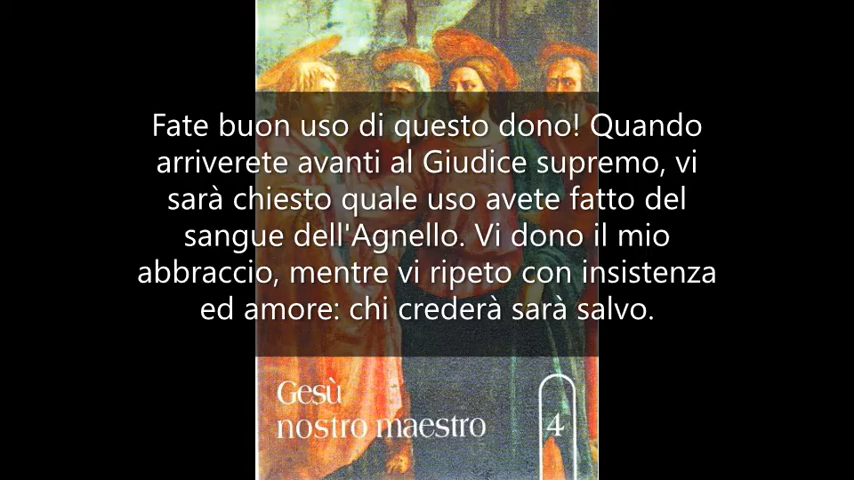 Fate buon uso di questo dono! Quando
arriverete avanti al Giudice supremo, vi
sarà chiesto quale uso avete fatto del
sangue dell'Agnello. Vi dono il mio
abbraccio, mentre vi ripeto con insistenza
ed amore: chi crederà sarà salvo.
Gesù
nostro maestro
4